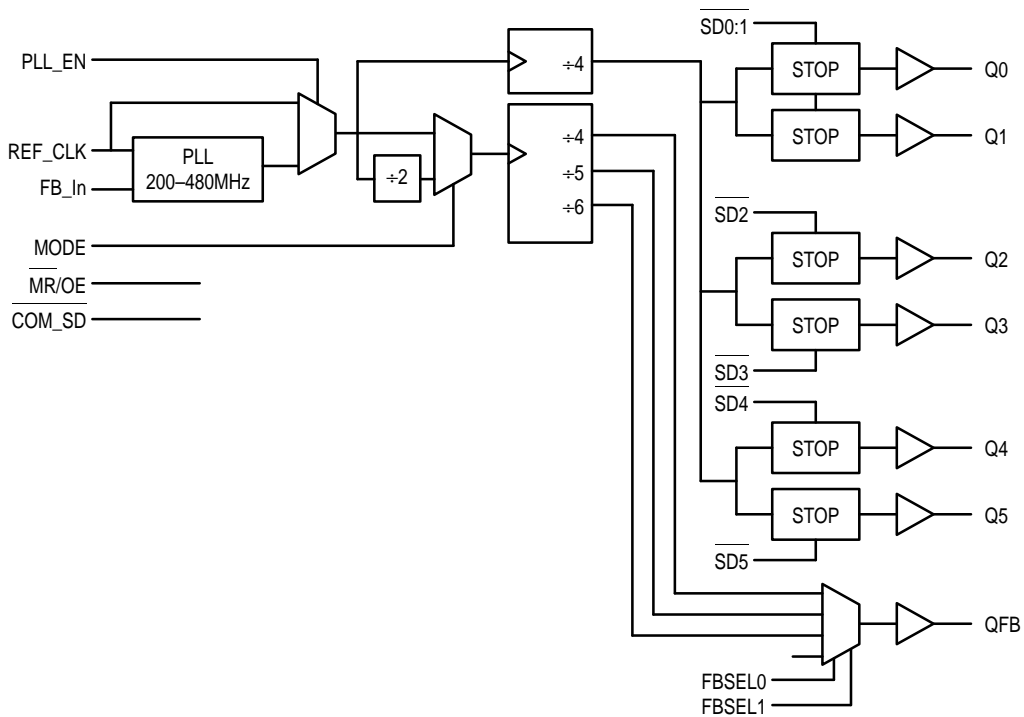 PLL_EN
REF_CLK
FB_In
PLL
200–480MHz
MODE
MR/OE
COM_SD
÷2
÷4
÷4
÷5
÷6
SD0:1
STOP
Q0
STOP
Q1
SD2
STOP
Q2
STOP
Q3
SD3
SD4
STOP
Q4
STOP
Q5
SD5
QFB
FBSEL0
FBSEL1